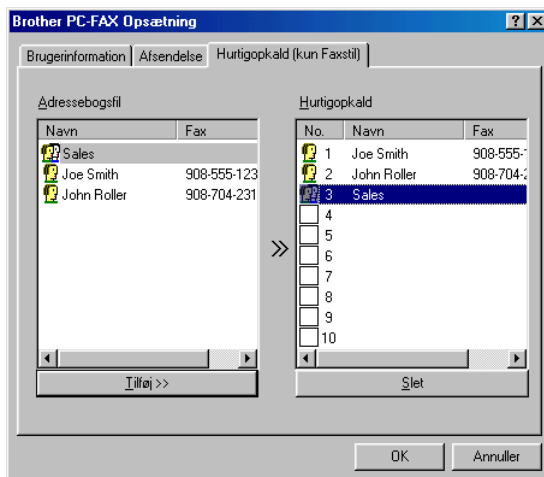 Brother PC-FAX Opsætning
Brugerinformation Afsendelse Hurtigopkald (kun Faxstil)
Adressebogsfil Hurtigopkald
Navn Fax No. Navn Fax
Sales 1 Joe Smith 908-555-
Joe Smith 908-555-123 2 John Roller 908-704-
John Roller 908-704-231 3 Sales
4
5
6
7
8
9
10
Tilføj >> Slet
OK Annuller